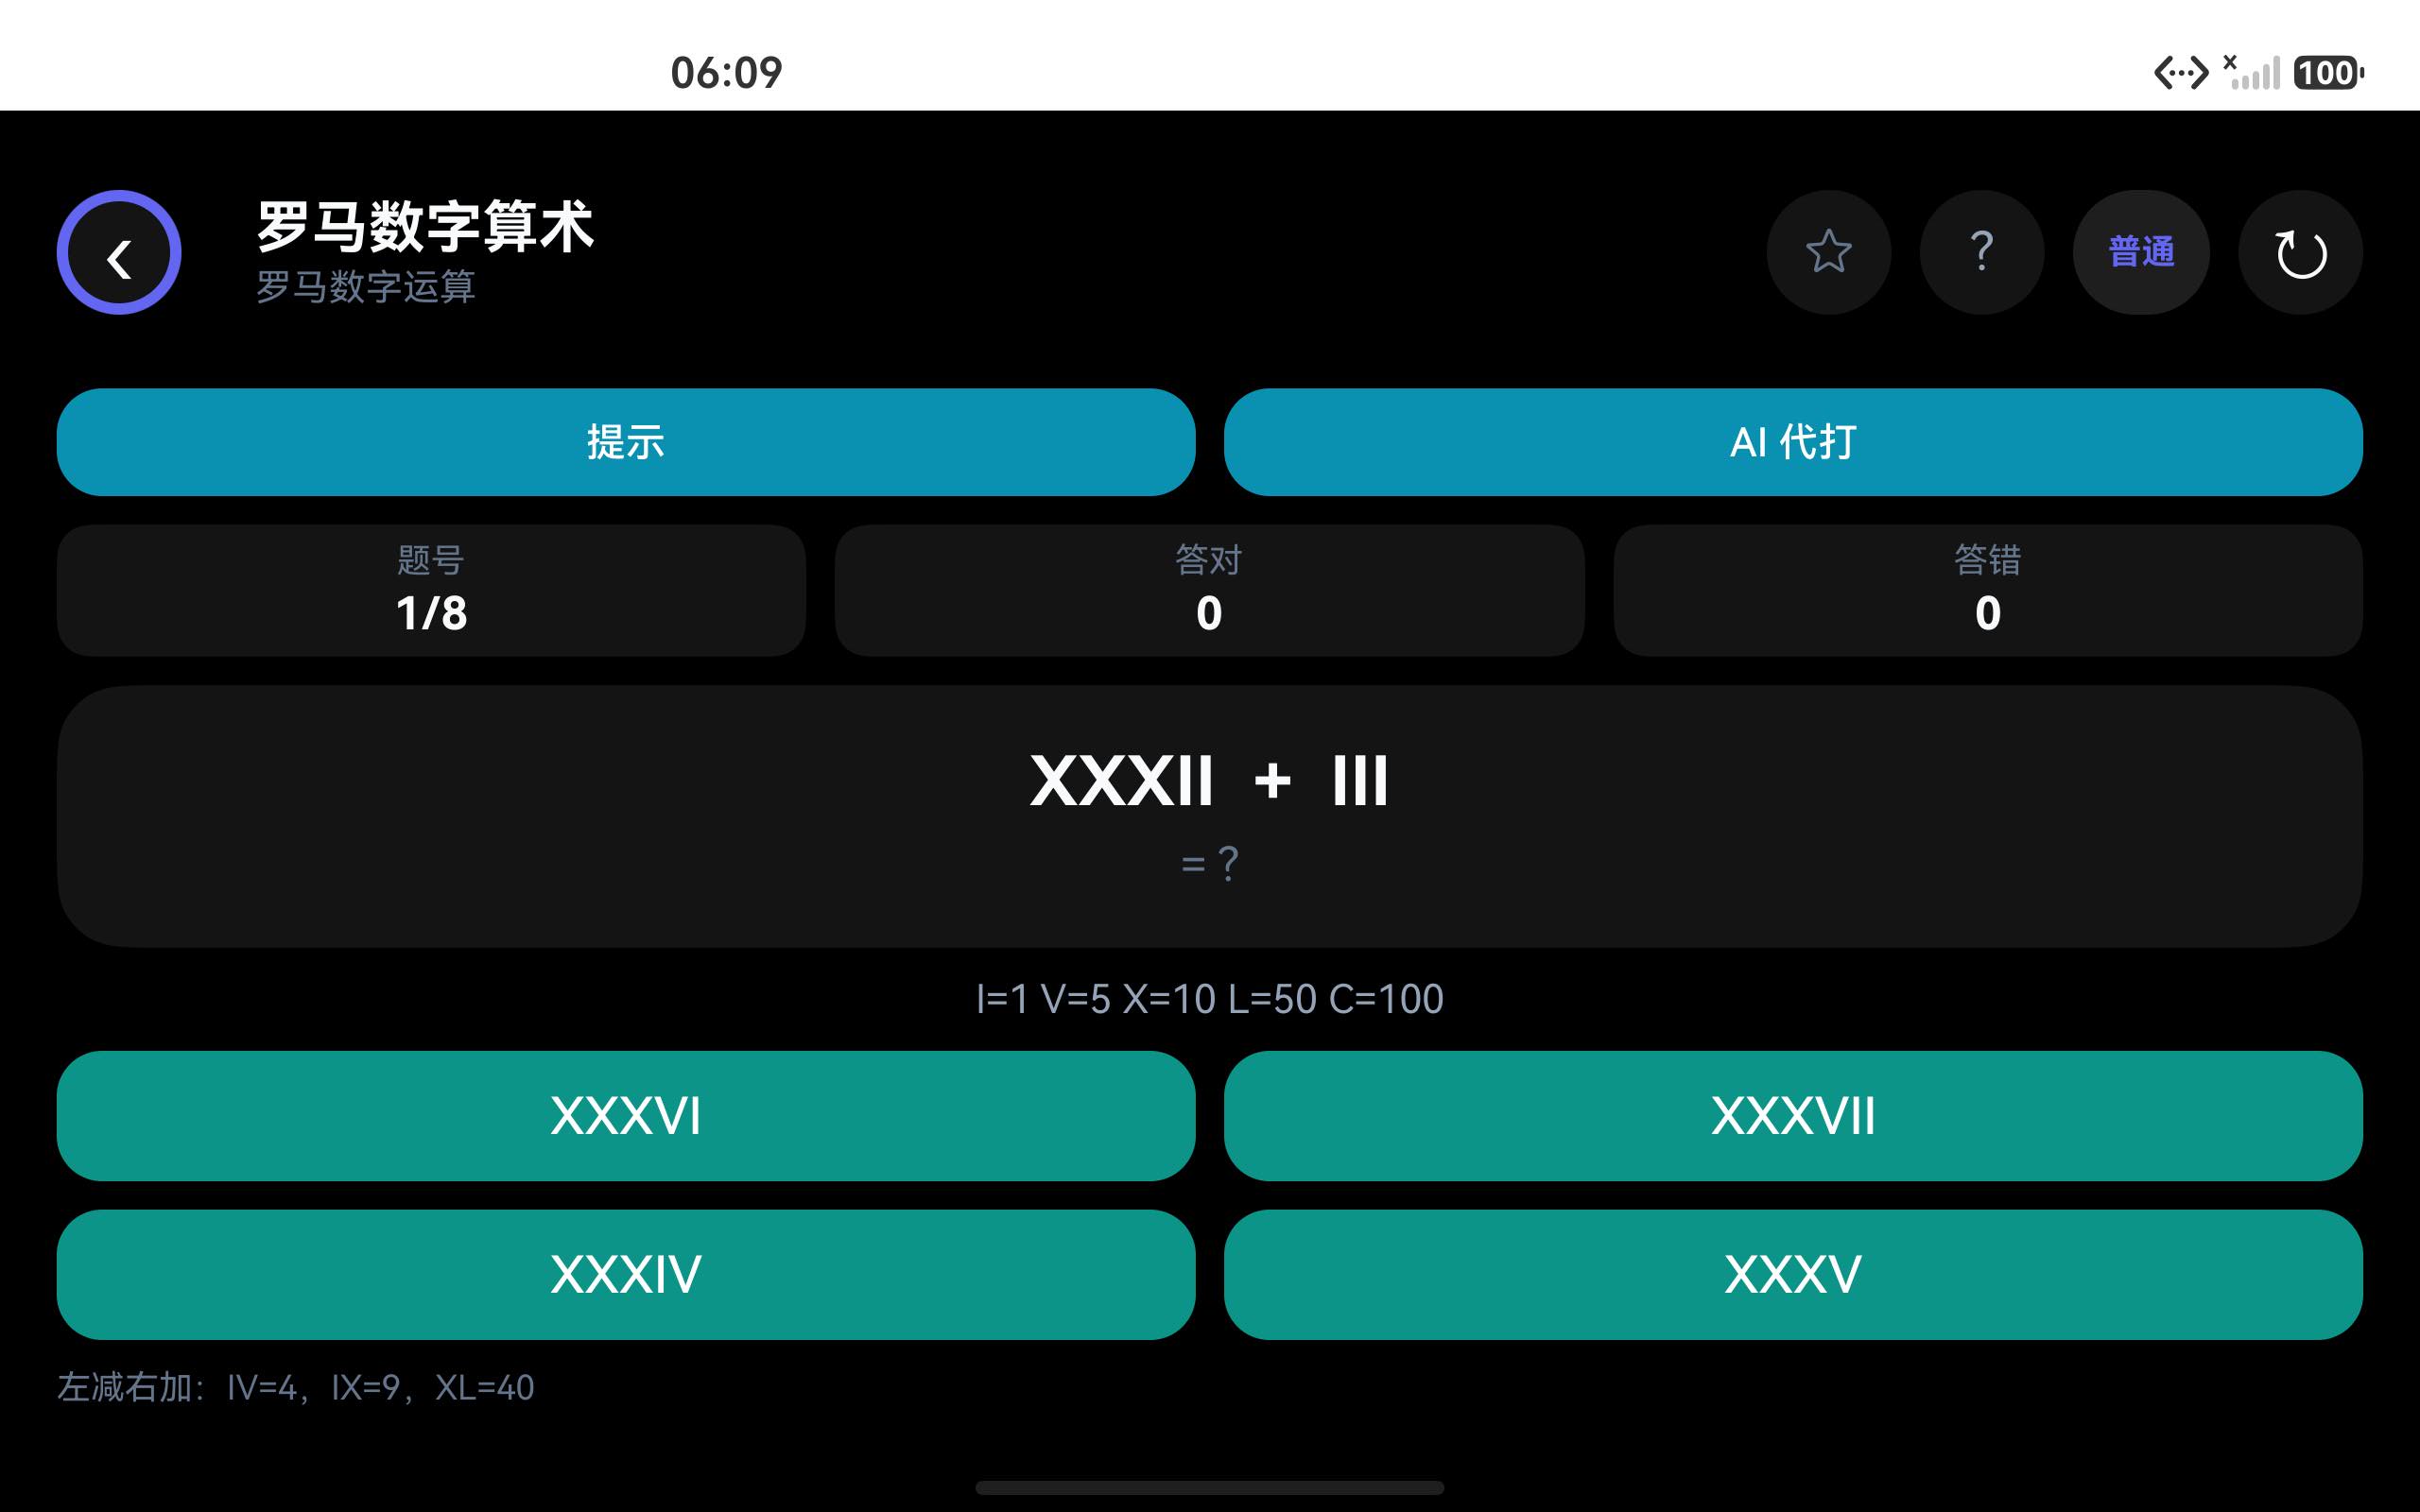 06:09
100
罗马数字算术
罗马数字运算
?
普通
提示
AI 代打
题号
1/8
答对
0
答错
0
XXXII + III
= ?
I=1 V=5 X=10 L=50 C=100
XXXVI
XXXVII
XXXIV
XXXV
左减右加：IV=4，IX=9，XL=40